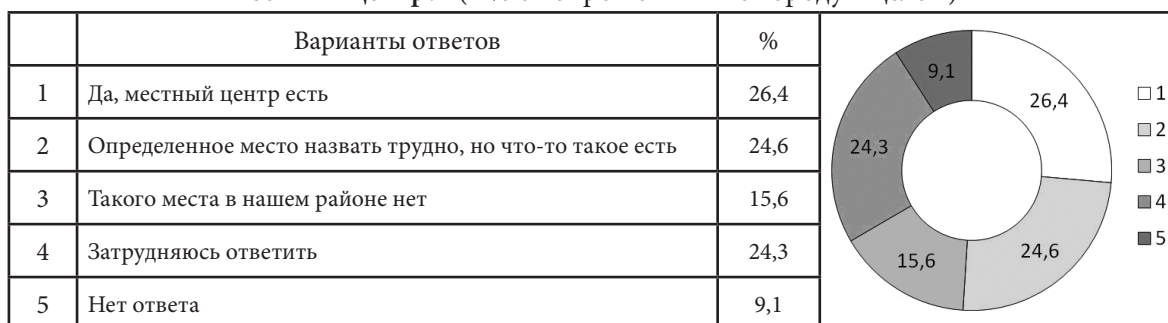 Варианты ответов %
1 Да, местный центр есть 26,4
2 Определенное место назвать трудно, но что-то такое есть 24,6
3 Такого места в нашем районе нет 15,6
4 Затрудняюсь ответить 24,3
5 Нет ответа 9,1
9,1
26,4
24,3
15,6
24,6
1
2
3
4
5